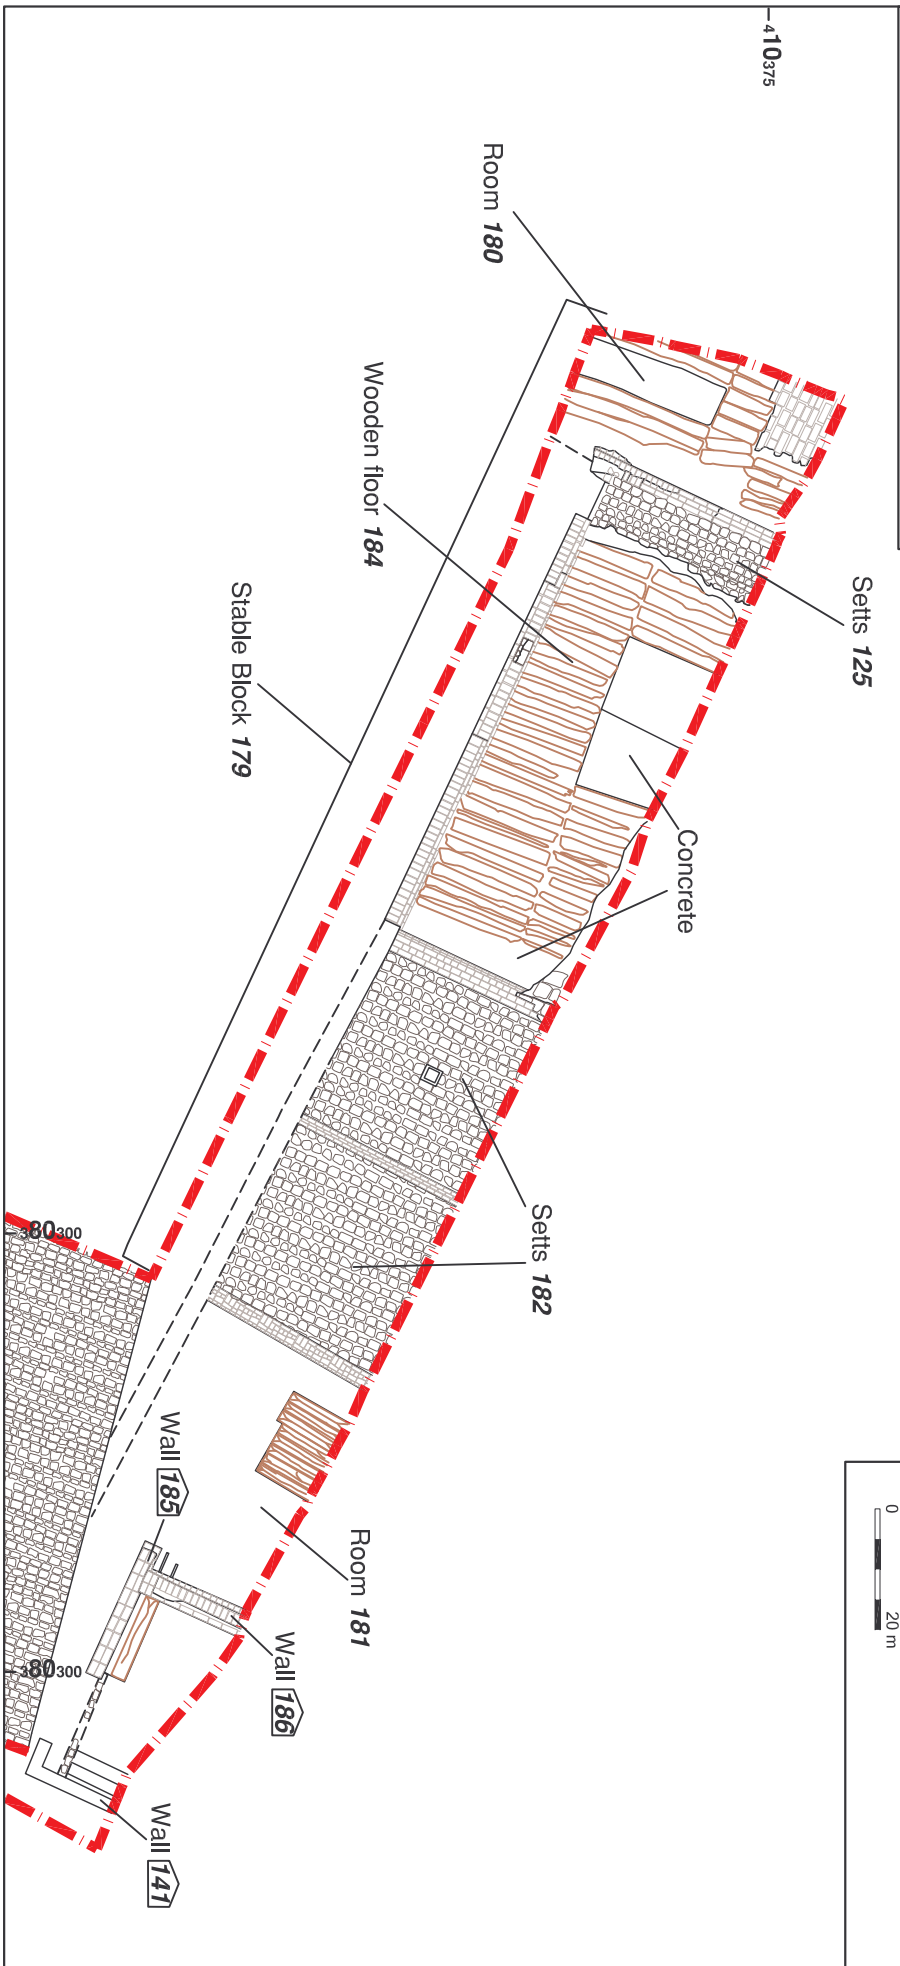 410375
Room 180
Wooden floor 184
Stable Block 179
Setts 125
Concrete
Setts 182
380300
Wall 185
Room 181
Wall 186
380300
Wall 141
0 20 m